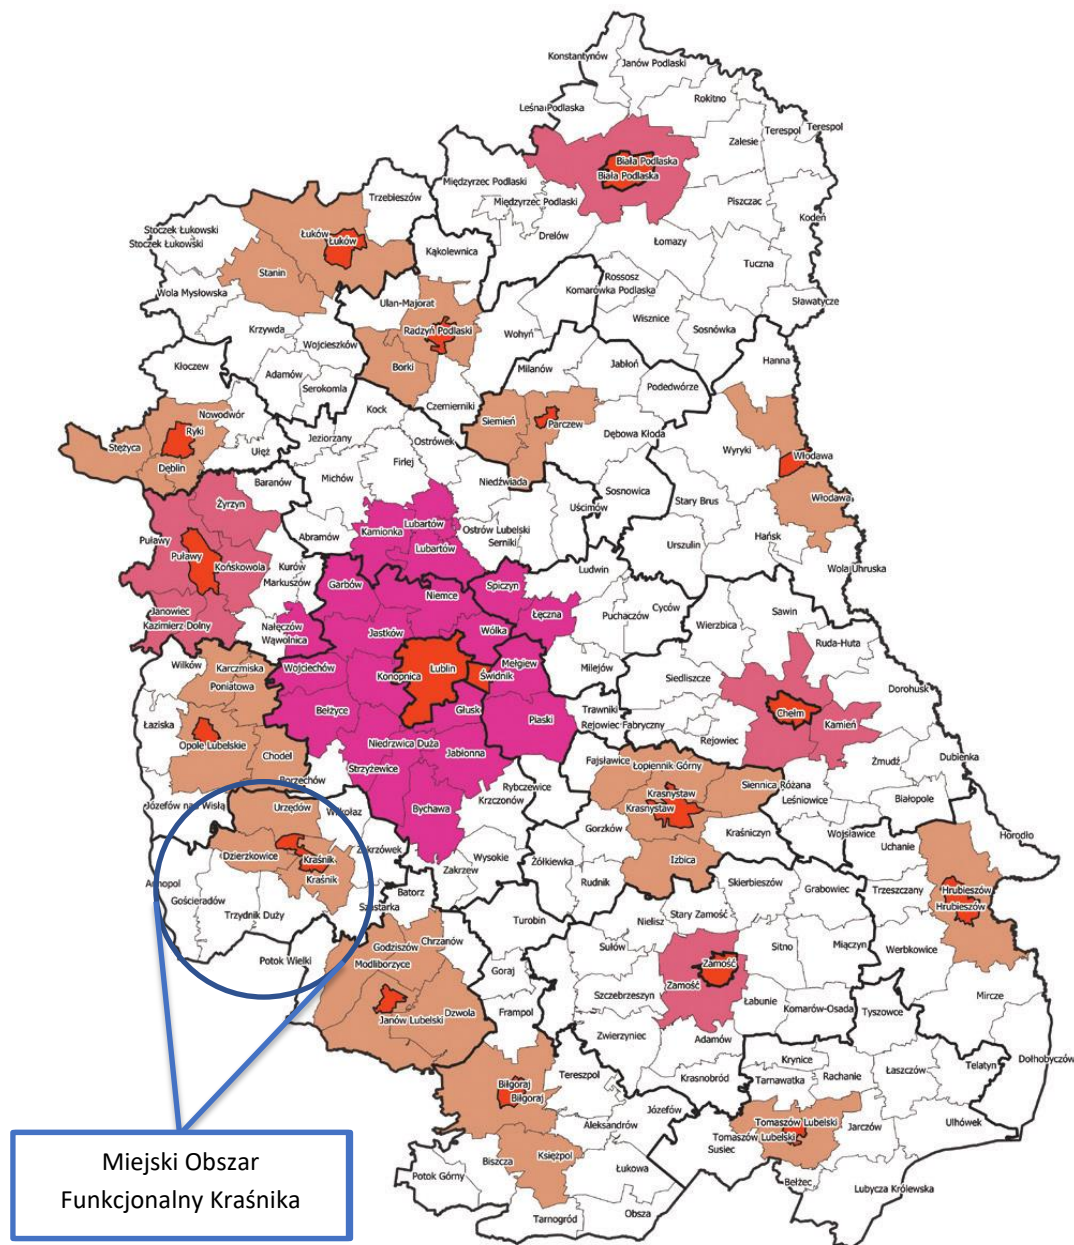 Konstantynów
Janów Podlaski
Rokitno
Leśna Podlaska
Terespol
Terespol
Zalesie
Biała Podlaska
Biała Podlaska
Międzyrzec Podlaski
Trzebieszów
Międzyrzec Podlaski
Piszczac
Kodeń
Stoczek Łukowski
Łuków
Łuków
Stoczek Łukowski
Drelów
Łomazy
Kąkolewnica
Stanin
Tuczna
Rossosz
Wola Mysłowska
Komarówka Podlaska
Ulan-Majorat
Sławatycze
Wisznice
Krzywda
Radzyń Podlaski
Wohyń
Sosnówka
Wojcieszków
Kłoczew
Borki
Milanów
Jabłoń
Hanna
Adamów
Podedwórze
Serokomla
Czemierniki
Nowodwór
Kock
Siemień
Parczew
Stężyca
Ryki
Jeziorzany
Ostrówek
Dębowa Kłoda
Ułęż
Wyryki
Włodawa
Dęblin
Firlej
Baranów
Michów
Niedźwiada
Sosnowica
Stary Brus
Włodawa
Żyrzyn
Uścimów
Kamionka
Lubartów
Ostrów Lubelski
Abramów
Serniki
Hańsk
Puławy
Puławy
Lubartów
Urszulin
Końskowola
Kurów
Ludwin
Wola Uhruska
Markuszów
Garbów
Spiczyn
Niemce
Janowiec
Łęczna
Cyców
Kazimierz Dolny
Puchaczów
Sawin
Nałęczów
Wąwolnica
Jastków
Wólka
Wierzbica
Ruda-Huta
Wilków
Karczmiska
Wojciechów
Lublin
Mełgiew
Milejów
Konopnica
Świdnik
Siedliszcze
Poniatowa
Dorohusk
Bełżyce
Głusk
Trawniki
Chełm
Łaziska
Piaski
Rejowiec Fabryczny
Kamień
Opole Lubelskie
Niedrzwica Duża
Rejowiec
Chodel
Jabłonna
Fajsławice
Żmudź
Dubienka
Borzechów
Strzyżewice
Łopiennik Górny
Siennica Różana
Rybczewice
Józefów nad Wisłą
Krzczonów
Krasnystaw
Leśniowice
Białopole
Urzędów
Wilkołaz
Bychawa
Krasnystaw
Gorzków
Kraśniczyn
Wojsławice
Horodło
Zakrzówek
Uchanie
Dzierzkowice
Kraśnik
Wysokie
Żółkiewka
Izbica
Kraśnik
Zakrzew
Rudnik
Skierbieszów
Annopol
Batorz
Grabowiec
Trzeszczany
Hrubieszów
Gościeradów
Szastarka
Hrubieszów
Trzydnik Duży
Turobin
Nielisz
Stary Zamość
Chrzanów
Godziszów
Sułów
Sitno
Miączyn
Werbkowice
Potok Wielki
Modliborzyce
Goraj
Zamość
Zamość
Szczebrzeszyn
Mircze
Dzwola
Łabunie
Komarów-Osada
Tyszowce
Janów Lubelski
Frampol
Zwierzyniec
Adamów
Krynice
Dołhobyczów
Tereszpol
Rachanie
Łaszczów
Telatyn
Biłgoraj
Biłgoraj
Krasnobród
Tarnawatka
Józefów
Aleksandrów
Tomaszów Lubelski
Jarczów
Ulhówek
Tomaszów Lubelski
Susiec
Biszcza
Księżpol
Łukowa
Potok Górny
Bełżec
Lubycza Królewska
Obsza
Tarnogród
Miejski Obszar
Funkcjonalny Kraśnika